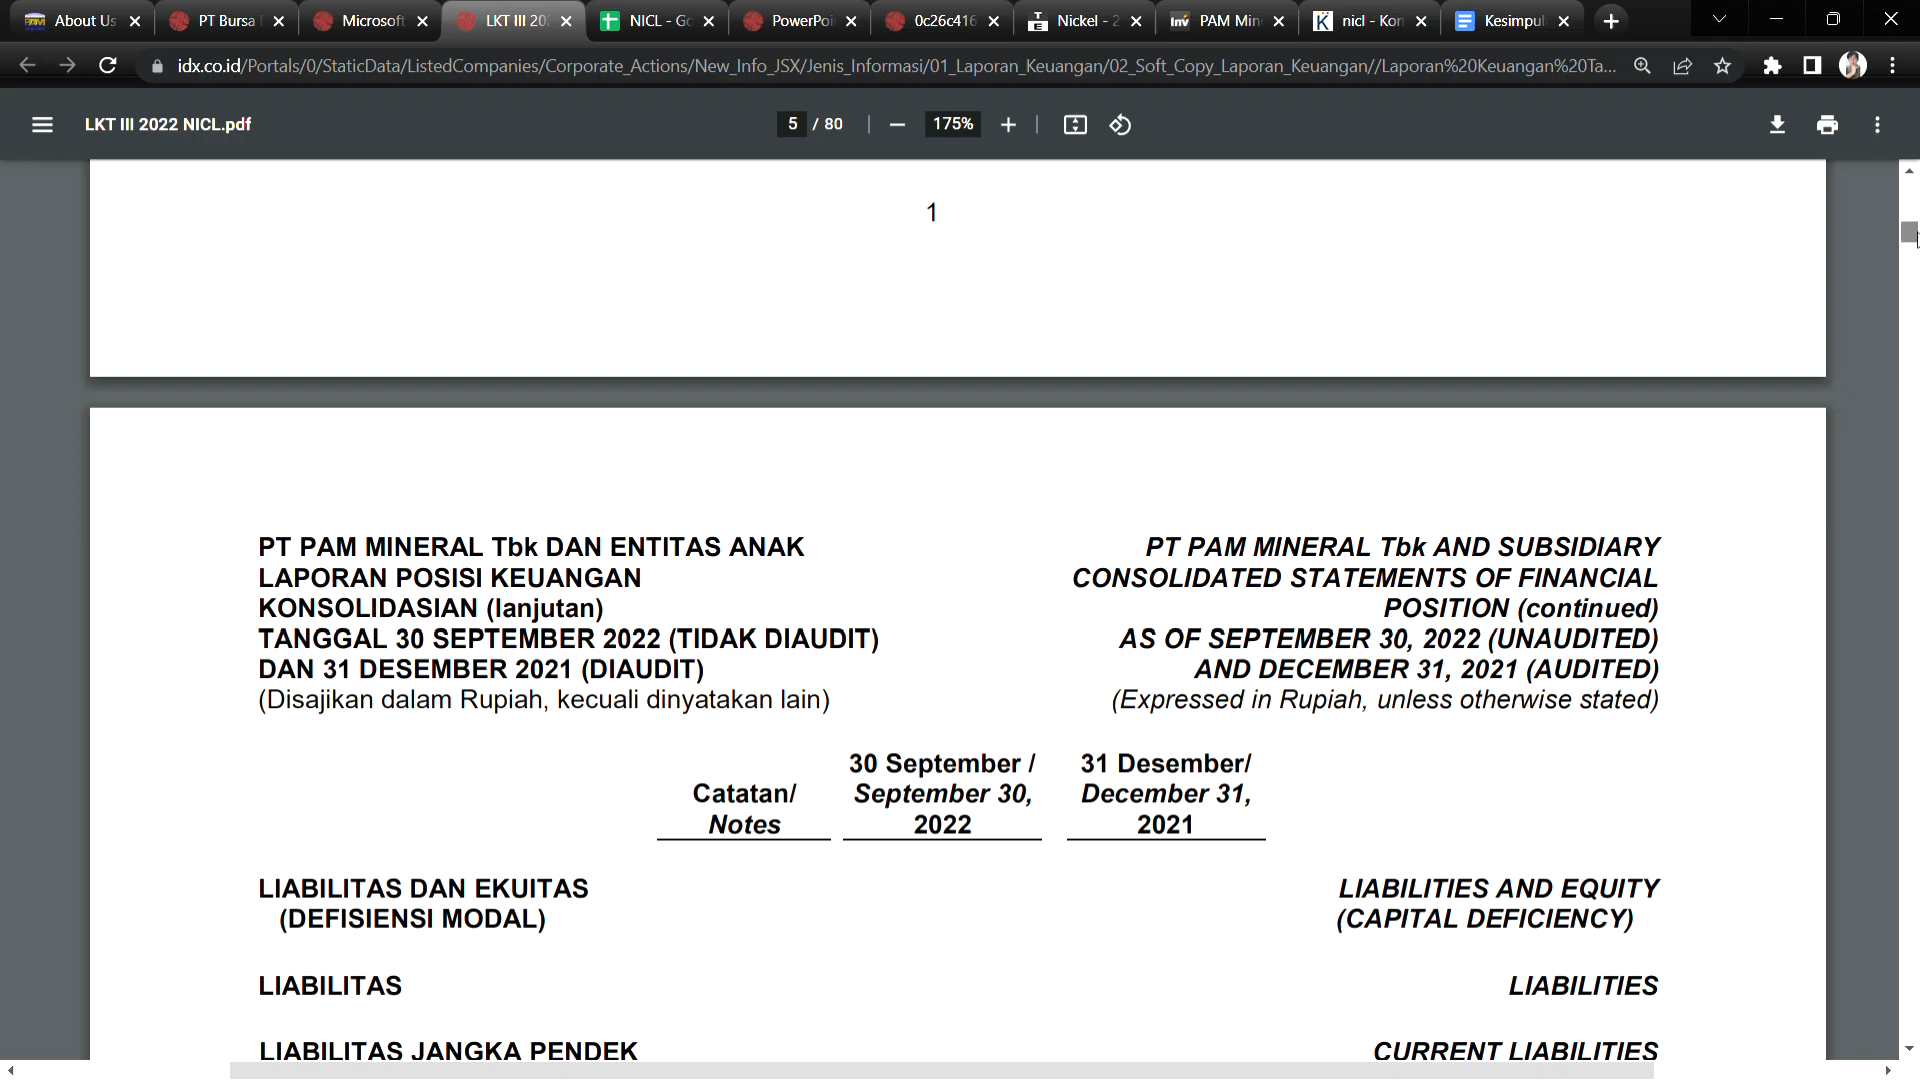 About Us
PT Bursa
Microsoft
LKT III 20
NICL - Go
PowerPoi
0c26c416
Nickel - 2
PAM Min
nicl - Kon
Kesimpul
idx.co.id/Portals/0/StaticData/ListedCompanies/Corporate_Actions/New_Info_JSX/Jenis_Informasi/01_Laporan_Keuangan/02_Soft_Copy_Laporan_Keuangan//Laporan%20Keuangan%20Ta...
LKT III 2022 NICL.pdf
5 / 80
175%
1
PT PAM MINERAL Tbk DAN ENTITAS ANAK
LAPORAN POSISI KEUANGAN
KONSOLIDASIAN (lanjutan)
TANGGAL 30 SEPTEMBER 2022 (TIDAK DIAUDIT)
DAN 31 DESEMBER 2021 (DIAUDIT)
(Disajikan dalam Rupiah, kecuali dinyatakan lain)
PT PAM MINERAL Tbk AND SUBSIDIARY
CONSOLIDATED STATEMENTS OF FINANCIAL
POSITION (continued)
AS OF SEPTEMBER 30, 2022 (UNAUDITED)
AND DECEMBER 31, 2021 (AUDITED)
(Expressed in Rupiah, unless otherwise stated)
Catatan/
Notes
30 September /
September 30,
2022
31 Desember/
December 31,
2021
LIABILITAS DAN EKUITAS
(DEFISIENSI MODAL)
LIABILITIES AND EQUITY
(CAPITAL DEFICIENCY)
LIABILITAS
LIABILITIES
LIABILITAS JANGKA PENDEK
CURRENT LIABILITIES